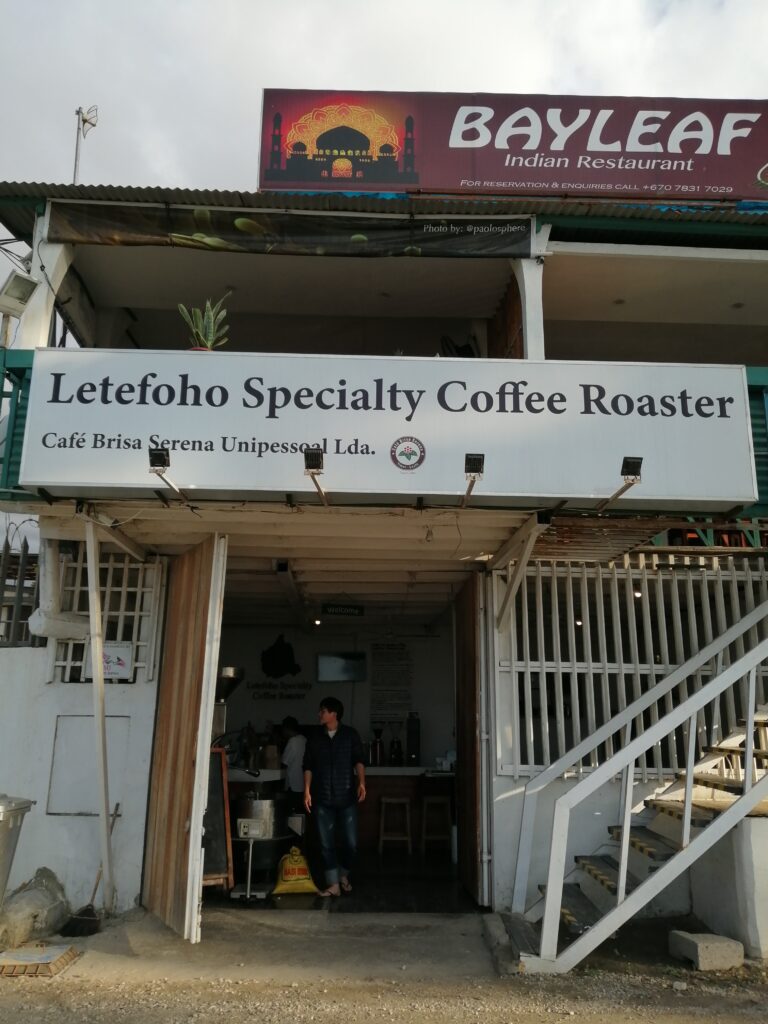 BAYLEAF
Indian Restaurant
FOR RESERVATION & ENQUIRIES CALL +670 7831 7029
Photo by: @paolosphere
Letefoho Specialty Coffee Roaster
Café Brisa Serena Unipessoal Lda.
Welcome
Letefoho Specialty
Coffee Roaster